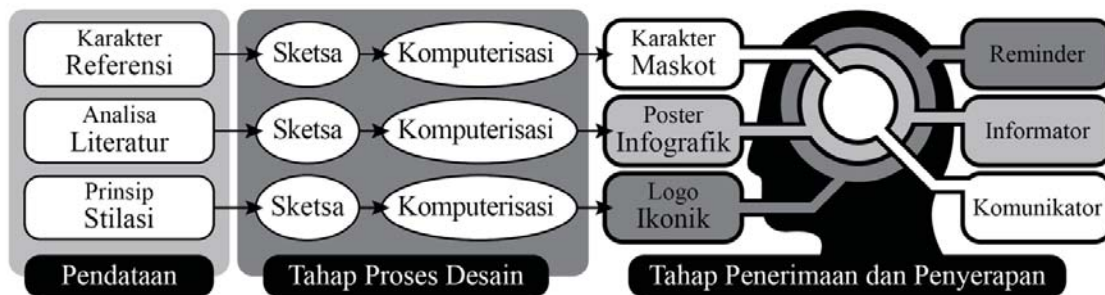 Karakter
Referensi
Sketsa
Komputerisasi
Karakter
Maskot
Reminder
Analisa
Literatur
Sketsa
Komputerisasi
Poster
Infografik
Informator
Prinsip
Stilasi
Sketsa
Komputerisasi
Logo
Ikonik
Komunikator
Pendataan
Tahap Proses Desain
Tahap Penerimaan dan Penyerapan